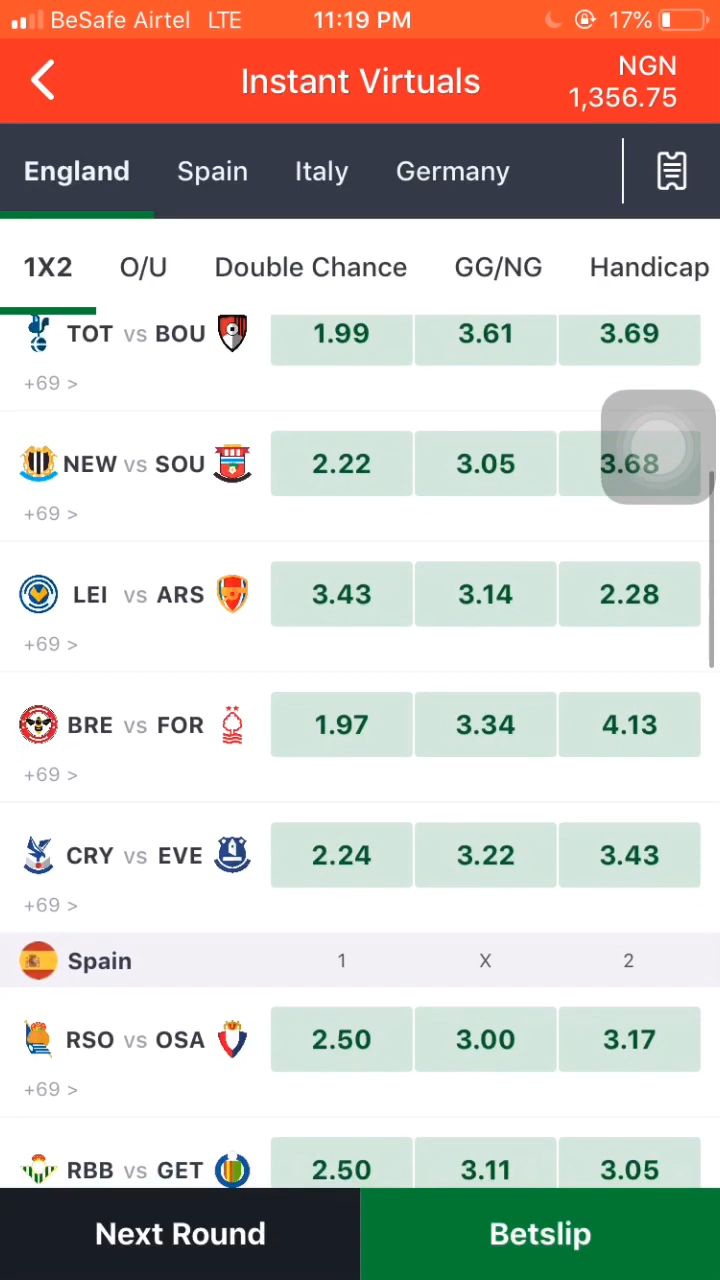 BeSafe Airtel LTE 11:19 PM 17%
Instant Virtuals NGN 1,356.75
England Spain Italy Germany
1X2 O/U Double Chance GG/NG Handicap
TOT vs BOU 1.99 3.61 3.69
+69 >
NEW vs SOU 2.22 3.05 3.68
+69 >
LEI vs ARS 3.43 3.14 2.28
+69 >
BRE vs FOR 1.97 3.34 4.13
+69 >
CRY vs EVE 2.24 3.22 3.43
+69 >
Spain 1 X 2
RSO vs OSA 2.50 3.00 3.17
+69 >
RBB vs GET 2.50 3.11 3.05
Next Round Betslip